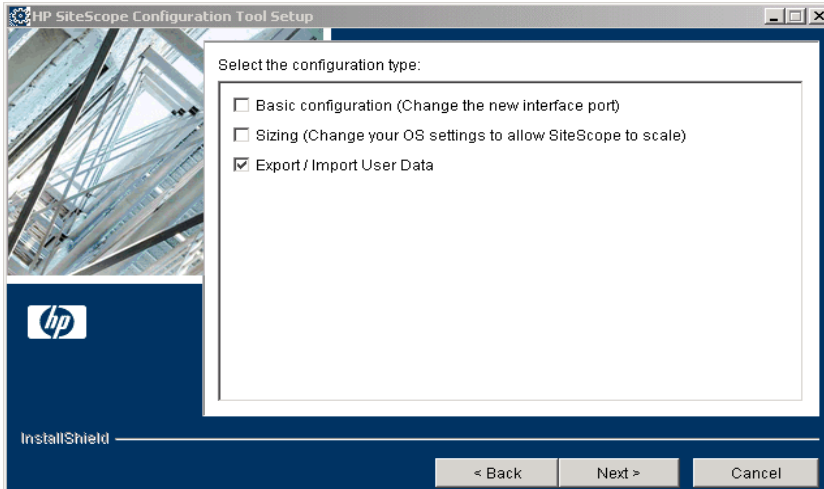 HP SiteScope Configuration Tool Setup
Select the configuration type:
Basic configuration (Change the new interface port)
Sizing (Change your OS settings to allow SiteScope to scale)
Export / Import User Data
hp
InstallShield
< Back
Next >
Cancel